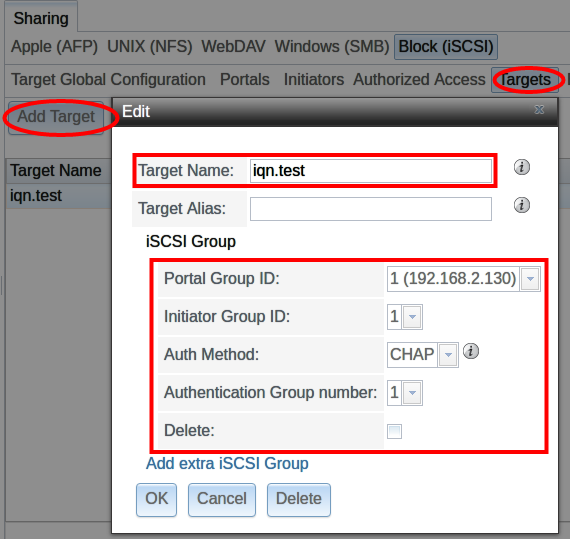 Sharing
Apple (AFP) UNIX (NFS) WebDAV Windows (SMB) Block (iSCSI)
Target Global Configuration Portals Initiators Authorized Access Targets
Add Target
Edit
Target Name
iqn.test
Target Name: iqn.test
Target Alias:
iSCSI Group
Portal Group ID: 1 (192.168.2.130)
Initiator Group ID: 1
Auth Method: CHAP
Authentication Group number: 1
Delete:
Add extra iSCSI Group
OK Cancel Delete